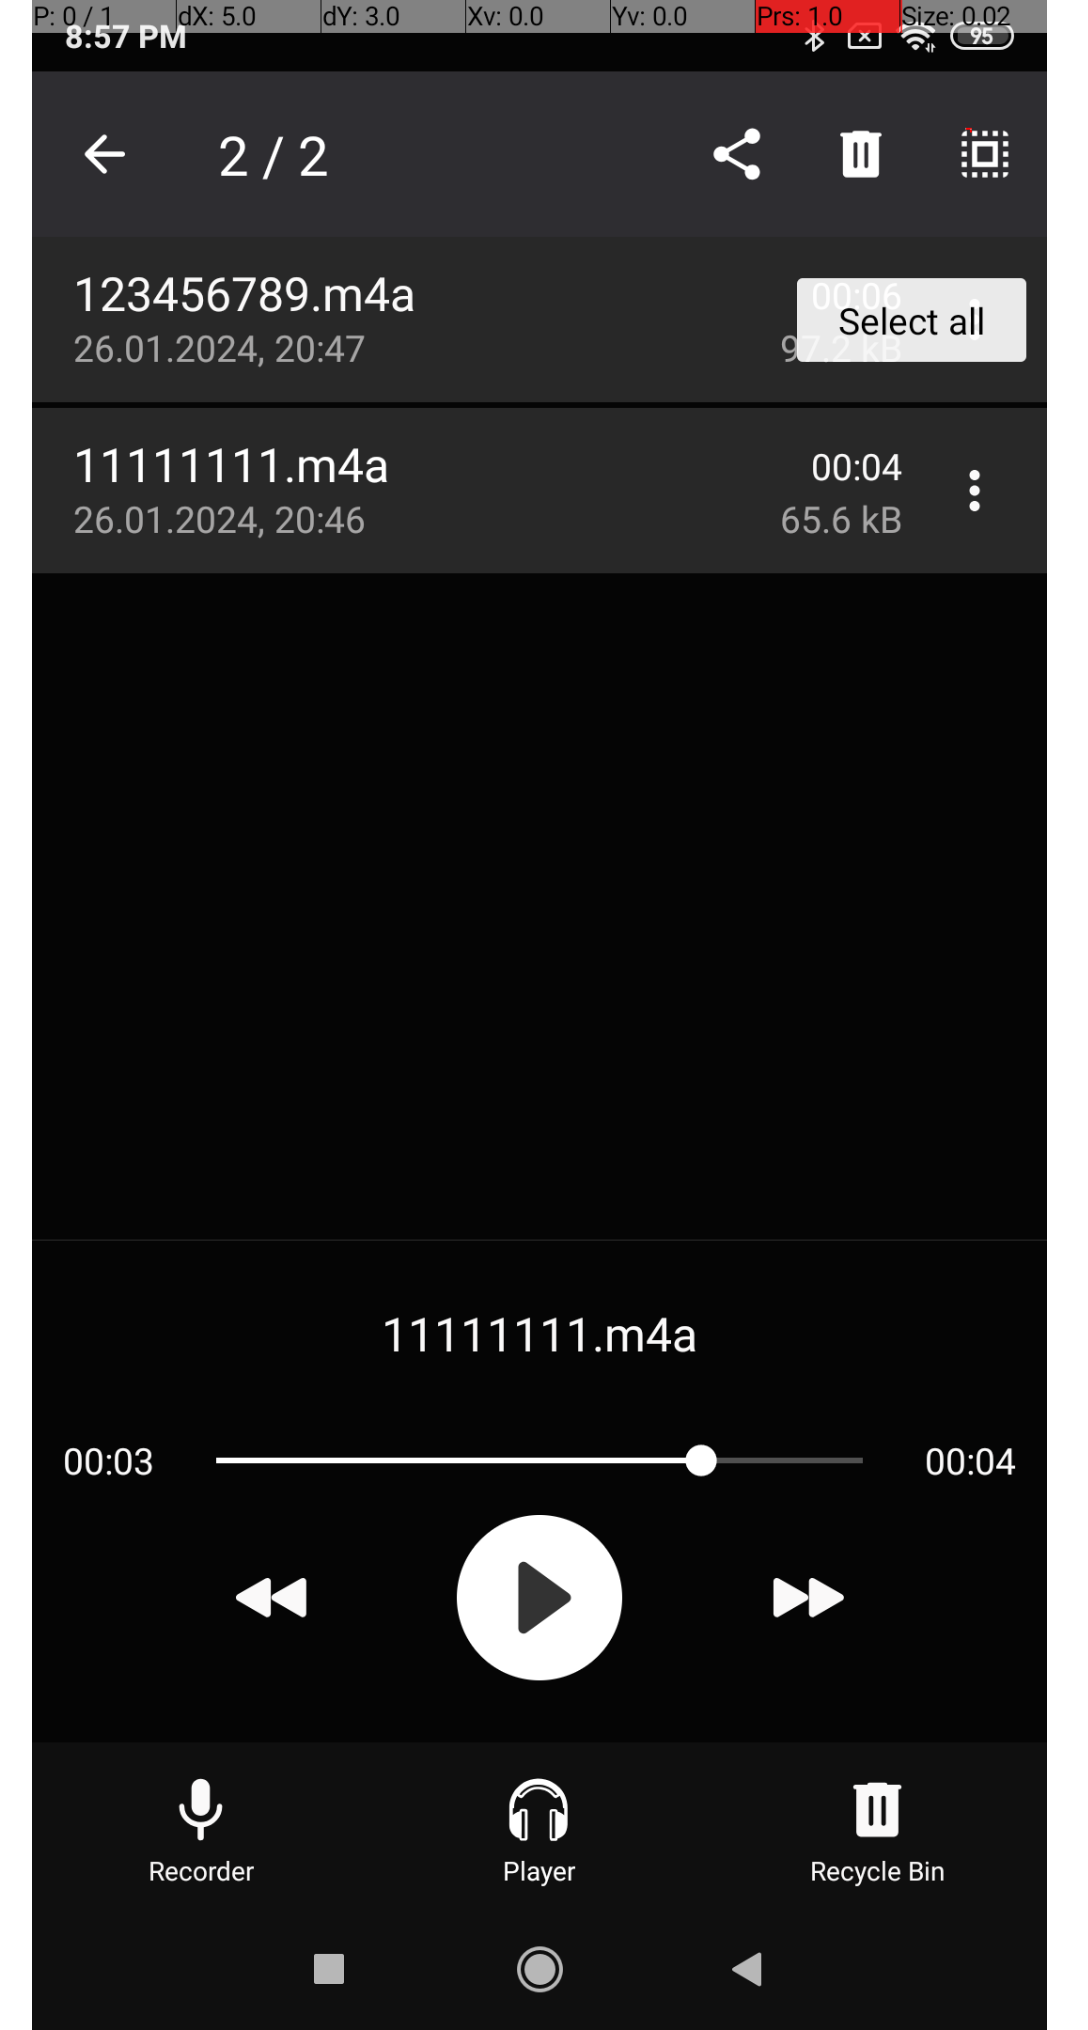 P: 0 / 1 dX: 5.0 dY: 3.0 Xv: 0.0 Yv: 0.0 Prs: 1.0 Size: 0.02
8:57 PM 95
2 / 2
123456789.m4a 00:06
Select all
26.01.2024, 20:47 97.2 kB
11111111.m4a 00:04
26.01.2024, 20:46 65.6 kB
11111111.m4a
00:03 00:04
Recorder Player Recycle Bin